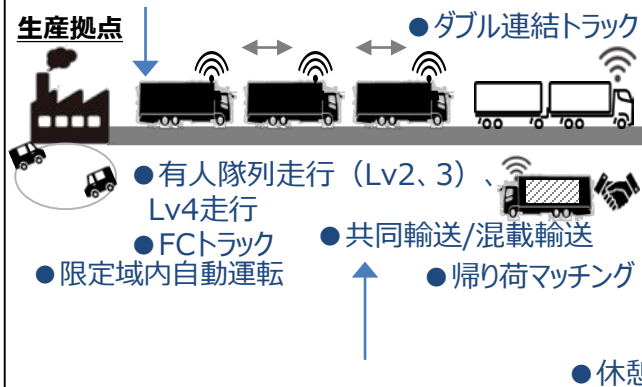 生産拠点
●ダブル連結トラック
●有人隊列走行（Lv2、3）、
Lv4走行
●FCトラック
●共同輸送/混載輸送
●限定域内自動運転
●帰り荷マッチング
●休憩